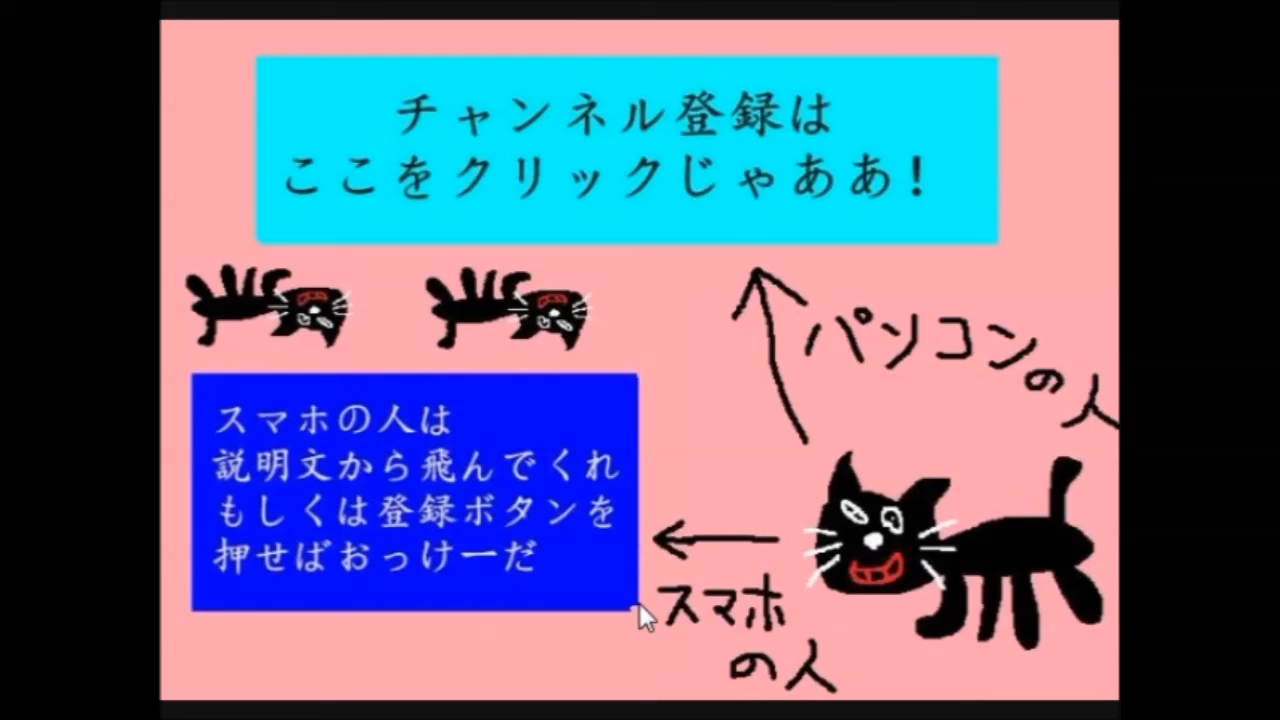 チャンネル登録は
ここをクリックじゃああ!
パソコンの人
スマホの人は
説明文から飛んでくれ
もしくは登録ボタンを
押せばおっけーだ
スマホ
の人